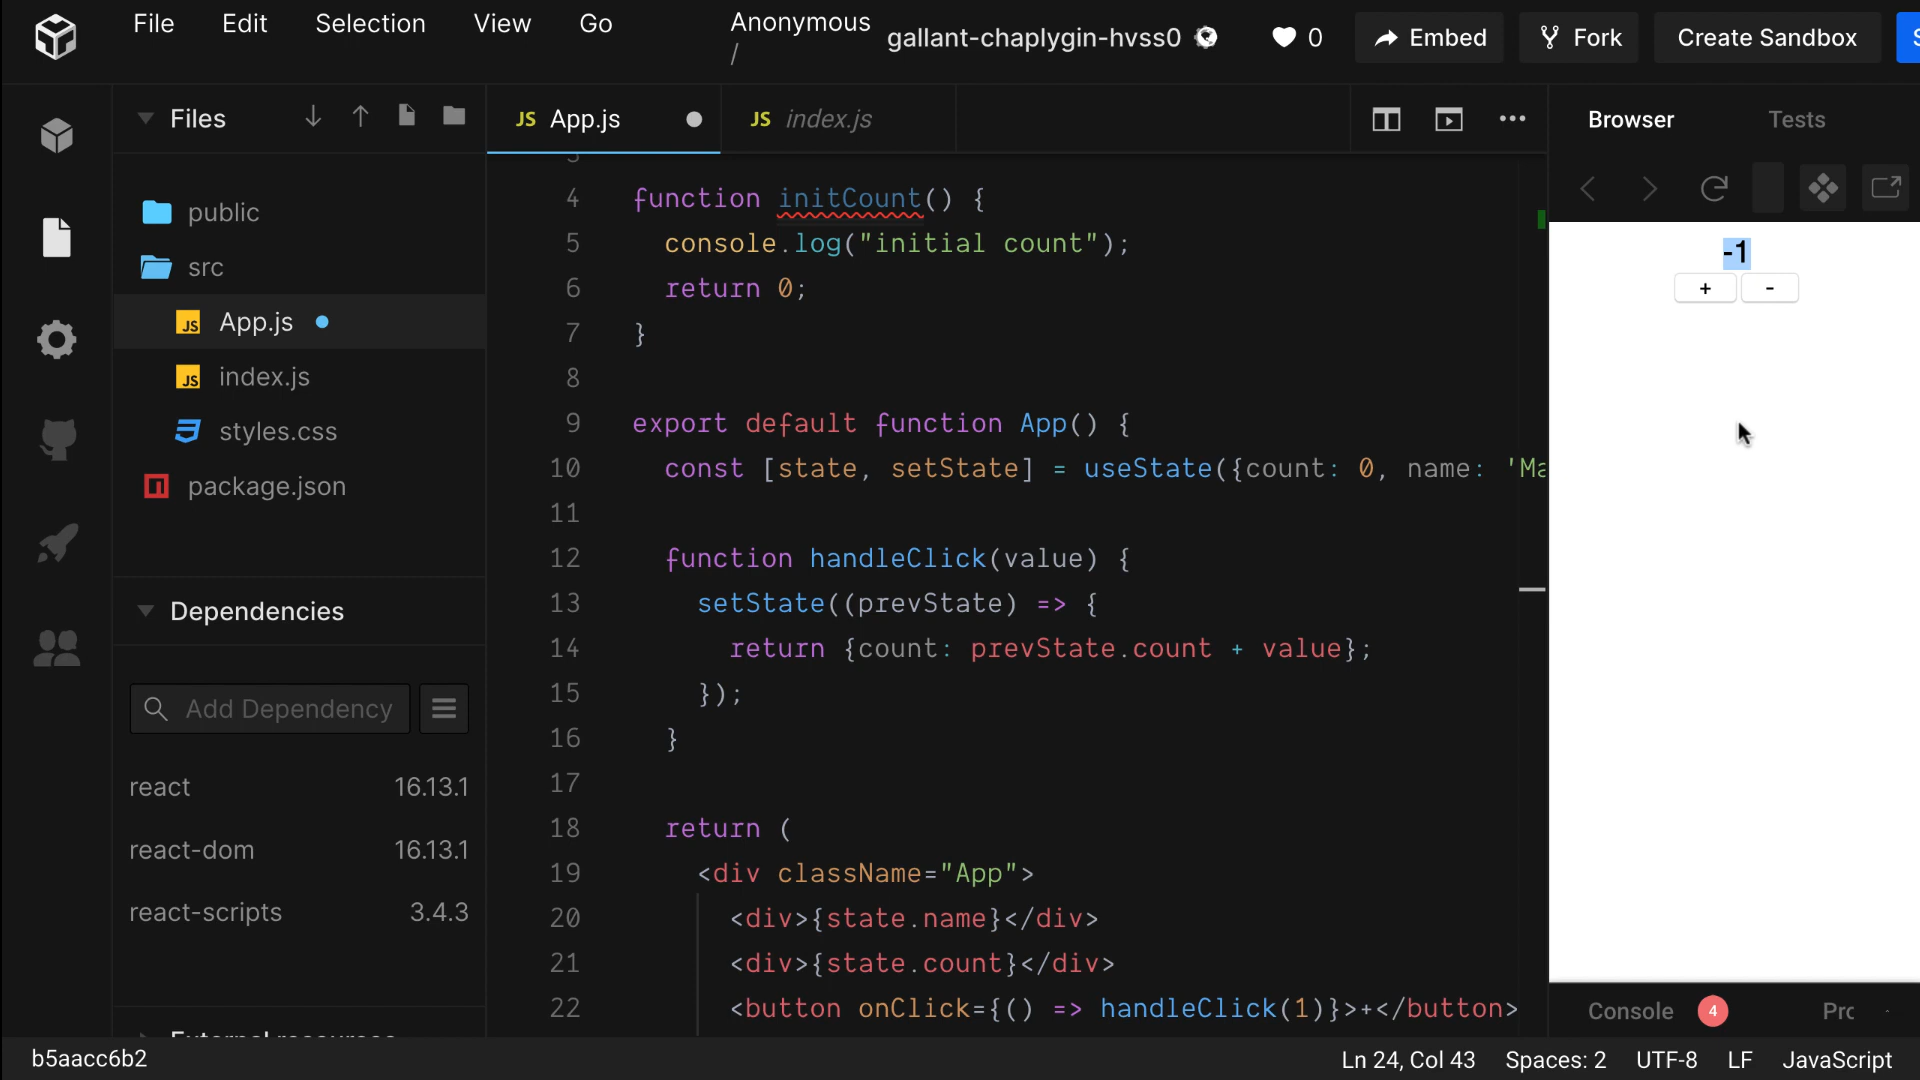 File Edit Selection View Go
Anonymous
/
gallant-chaplygin-hvss0
0
Embed
Fork
Create Sandbox
Files
public
src
App.js
index.js
styles.css
package.json
Dependencies
Add Dependency
react 16.13.1
react-dom 16.13.1
react-scripts 3.4.3
b5aacc6b2
JS App.js
JS index.js
4 function initCount() {
5 console.log("initial count");
6 return 0;
7 }
8
9 export default function App() {
10 const [state, setState] = useState({count: 0, name: 'Ma
11
12 function handleClick(value) {
13 setState((prevState) => {
14 return {count: prevState.count + value};
15 });
16 }
17
18 return (
19 <div className="App">
20 <div>{state.name}</div>
21 <div>{state.count}</div>
22 <button onClick={() => handleClick(1)}>+</button>
Browser Tests
-1
+ -
Console 4
Ln 24, Col 43 Spaces: 2 UTF-8 LF JavaScript